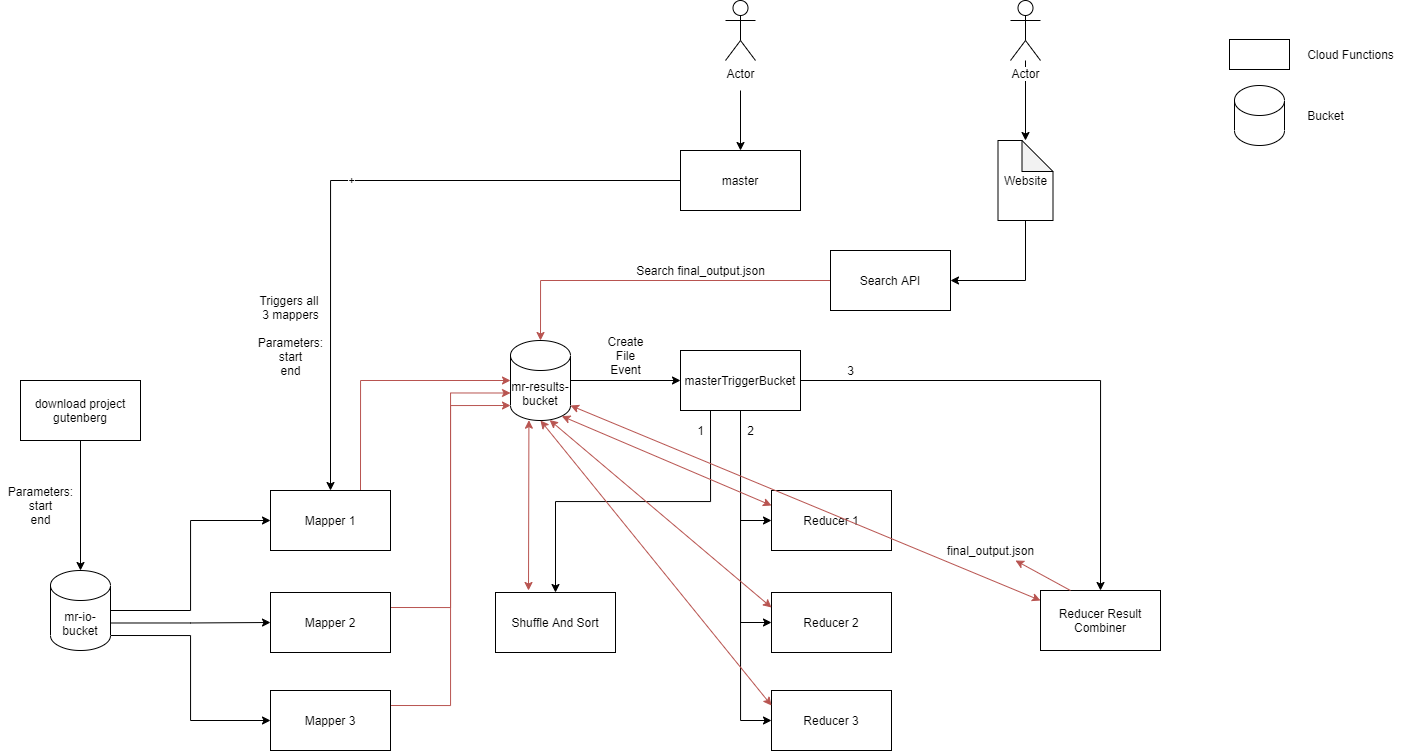 Actor
Actor
Cloud Functions
Bucket
master
Website
Search final_output.json
Search API
Triggers all
3 mappers
Parameters:
start
end
Create
File
Event
mr-results-
bucket
masterTriggerBucket
3
1
2
download project
gutenberg
Parameters:
start
end
Mapper 1
Reducer 1
final_output.json
mr-io-
bucket
Mapper 2
Shuffle And Sort
Reducer 2
Reducer Result
Combiner
Mapper 3
Reducer 3